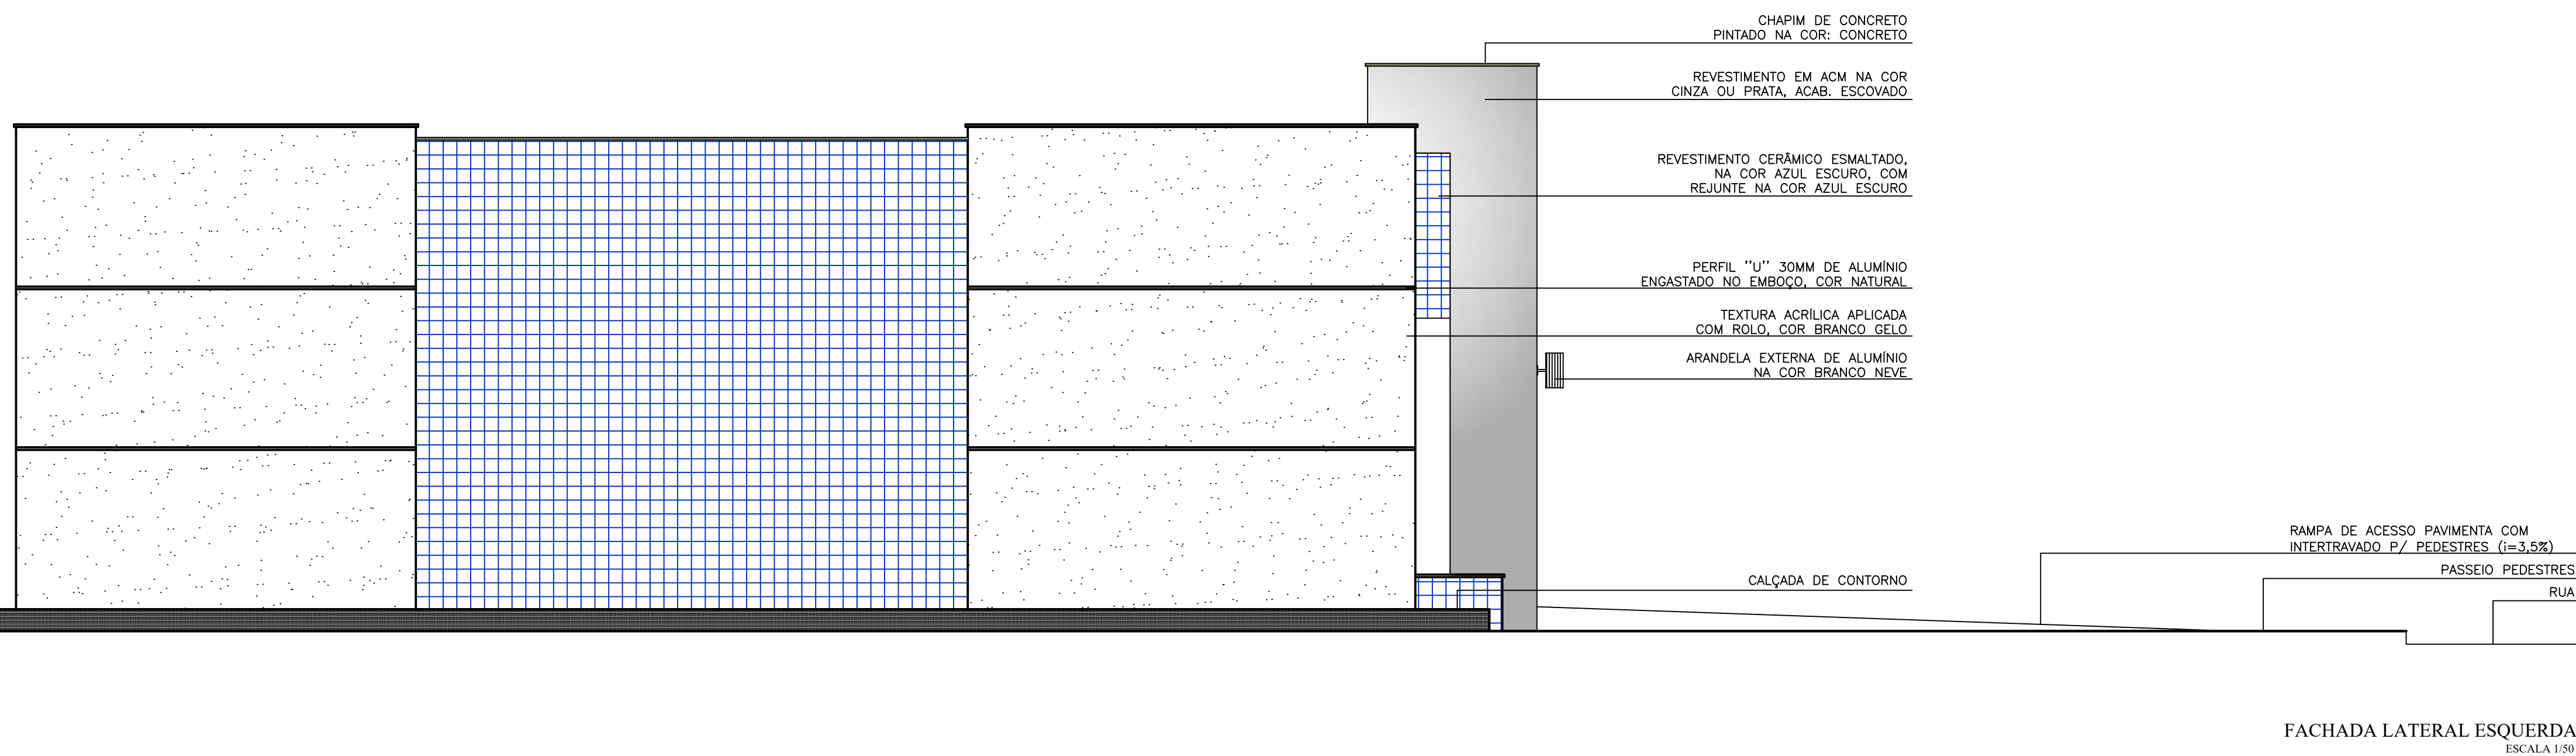 CHAPIM DE CONCRETO
PINTADO NA COR: CONCRETO
REVESTIMENTO EM ACM NA COR
CINZA OU PRATA, ACAB. ESCOVADO
REVESTIMENTO CERÂMICO ESMALTADO,
NA COR AZUL ESCURO, COM
REJUNTE NA COR AZUL ESCURO
PERFIL ''U'' 30MM DE ALUMÍNIO
ENGASTADO NO EMBOÇO, COR NATURAL
TEXTURA ACRÍLICA APLICADA
COM ROLO, COR BRANCO GELO
ARANDELA EXTERNA DE ALUMÍNIO
NA COR BRANCO NEVE
CALÇADA DE CONTORNO
RAMPA DE ACESSO PAVIMENTA COM
INTERTRAVADO P/ PEDESTRES (i=3,5%)
PASSEIO PEDESTRES
RUA
FACHADA LATERAL ESQUERDA
ESCALA 1/50